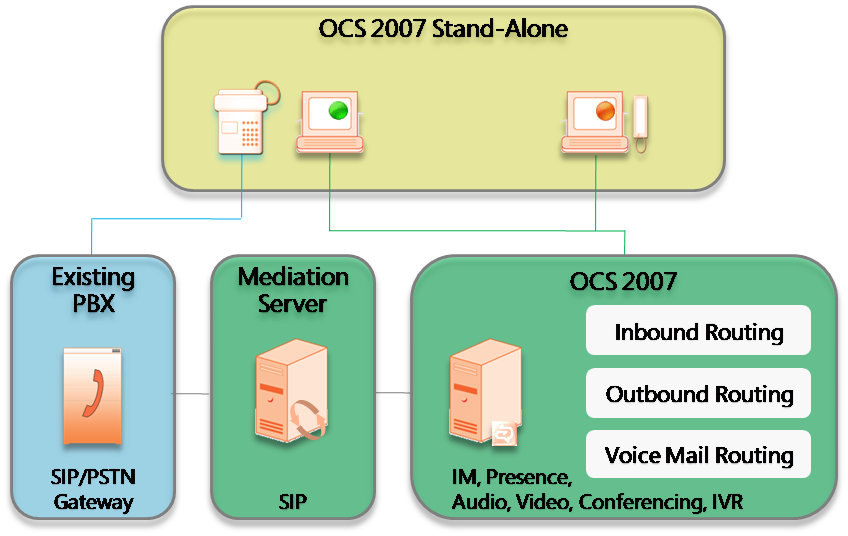 OCS 2007 Stand-Alone
Existing
PBX
SIP/PSTN
Gateway
Mediation
Server
SIP
OCS 2007
Inbound Routing
Outbound Routing
Voice Mail Routing
IM, Presence,
Audio, Video, Conferencing, IVR